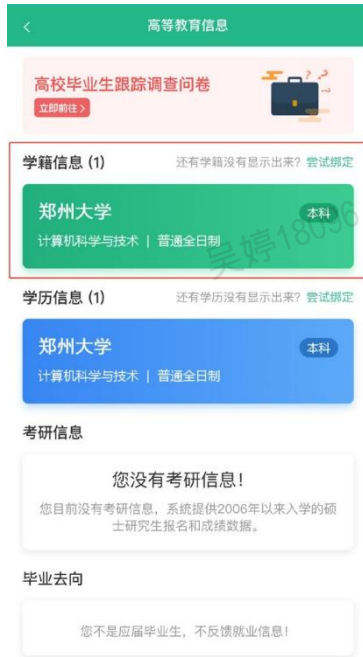 高等教育信息
高校毕业生跟踪调查问卷
立即前往>
学籍信息 (1) 还有学籍没有显示出来? 尝试绑定
郑州大学 本科
计算机科学与技术 | 普通全日制
吴婷18096
学历信息 (1) 还有学历没有显示出来? 尝试绑定
郑州大学 本科
计算机科学与技术 | 普通全日制
考研信息
您没有考研信息!
您目前没有考研信息，系统提供2006年以来入学的硕
士研究生报名和成绩数据。
毕业去向
您不是应届毕业生，不反馈就业信息!